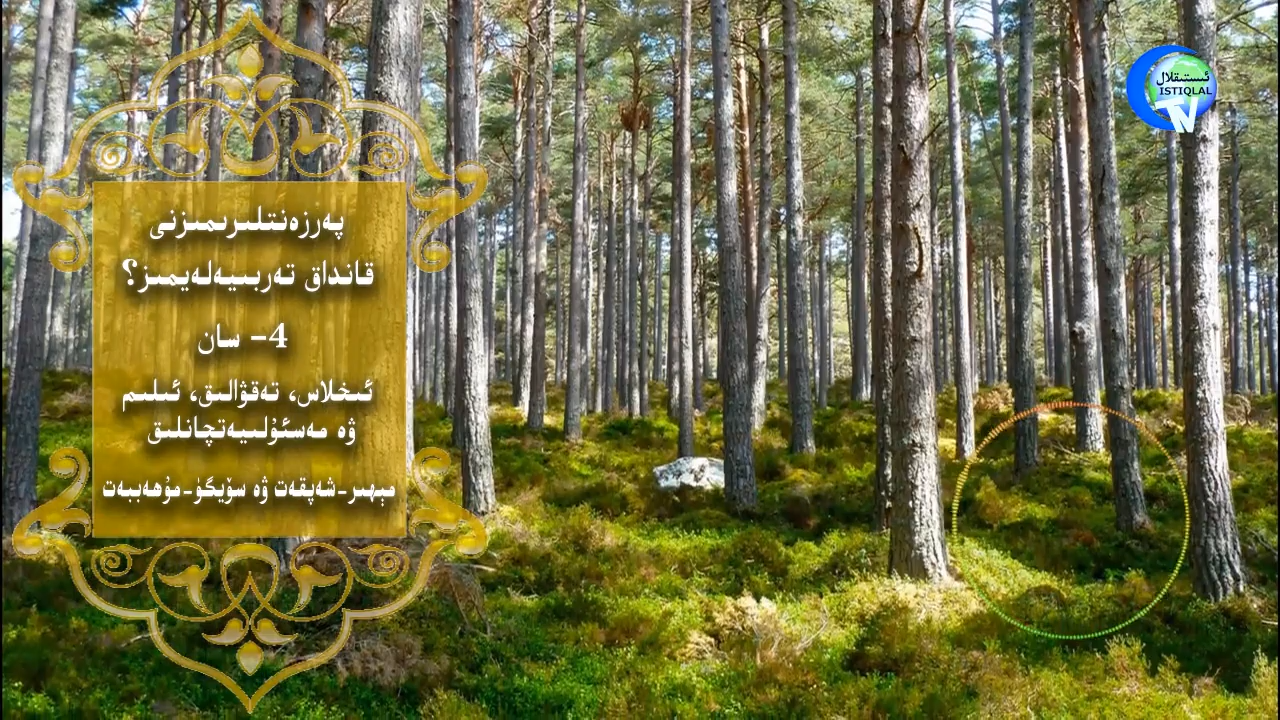 پەرزەنتلىرىمىزنى
قانداق تەربىيەلەيمىز؟
4- سان
ئىخلاس، تەقۋالىق، ئىلىم
ۋە مەسئۇلىيەتچانلىق
مېھىر-شەپقەت ۋە سۆيگۈ-مۇھەببەت
ئىستىقلال
ISTIQLAL
TV